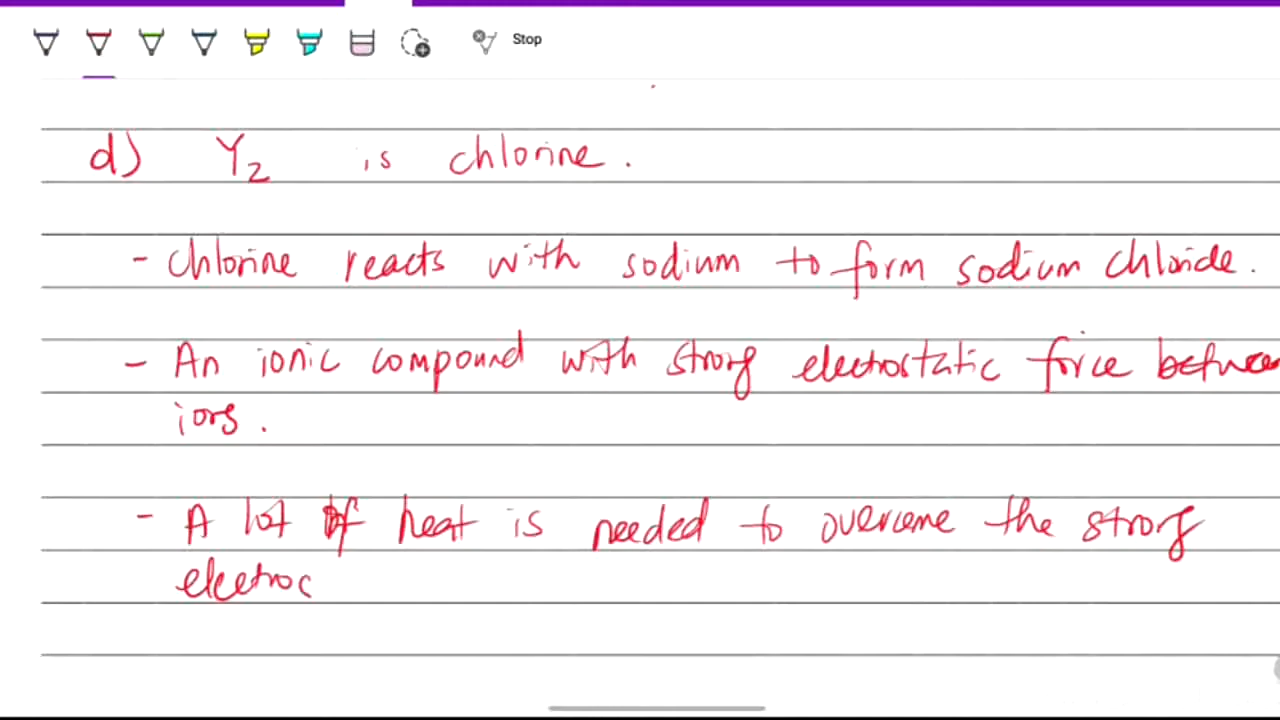 Stop
d) Y₂ is chlorine.
- Chlorine reacts with sodium to form sodium chloride.
- An ionic compound with strong electrostatic force between
ions.
- A lot of heat is needed to overcome the strong
electroc